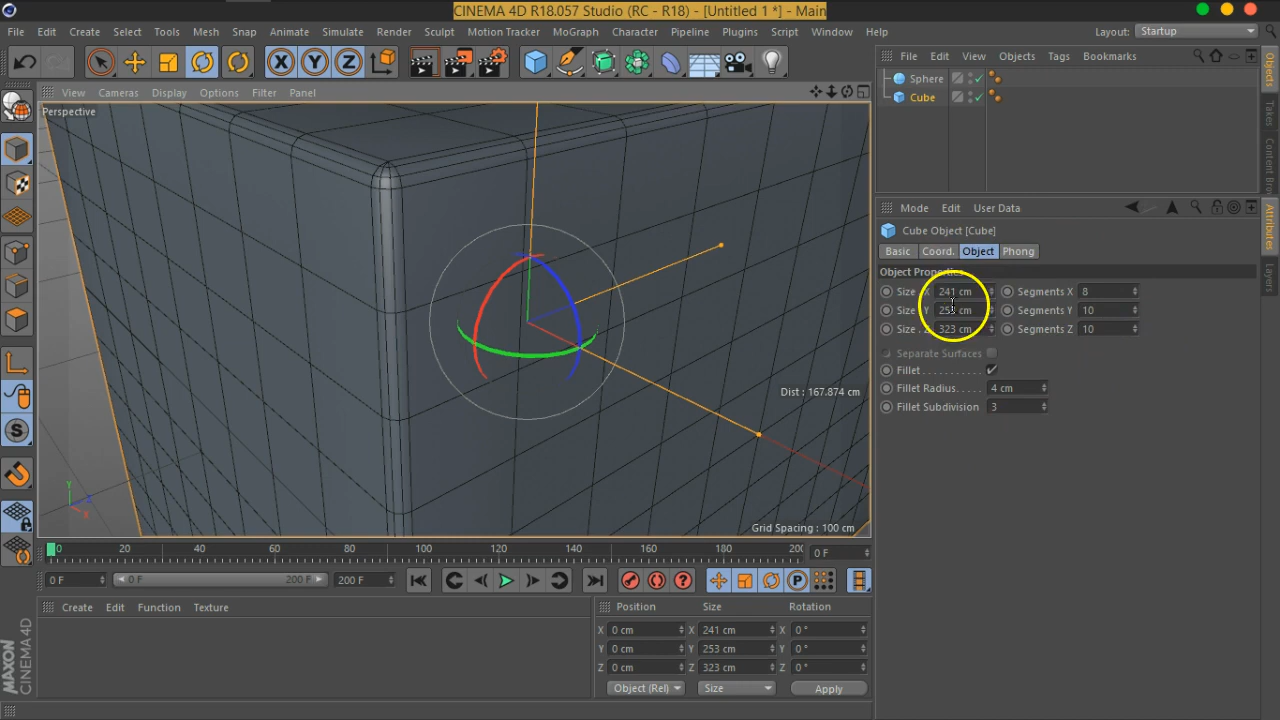 CINEMA 4D R18.057 Studio (RC - R18) - [Untitled 1 *] - Main
File Edit Create Select Tools Mesh Snap Animate Simulate Render Sculpt Motion Tracker MoGraph Character Pipeline Plugins Script Window Help Layout: Startup
X Y Z
File Edit View Objects Tags Bookmarks
View Cameras Display Options Filter Panel
Perspective
Sphere
Cube
Objects
Takes
Content Bro
Attributes
Layers
Mode Edit User Data
Cube Object [Cube]
Basic Coord. Object Phong
Object Properties
Size . X 241 cm Segments X 8
Size . Y 253 cm Segments Y 10
Size . Z 323 cm Segments Z 10
Separate Surfaces
Fillet
Fillet Radius. . . . . 4 cm
Fillet Subdivision 3
Dist : 167.874 cm
Y Z X
Grid Spacing : 100 cm
0 20 40 60 80 100 120 140 160 180 200 0 F
0 F 0 F 200 F 200 F
Create Edit Function Texture
Position Size Rotation
X 0 cm X 241 cm X 0 °
Y 0 cm Y 253 cm Y 0 °
Z 0 cm Z 323 cm Z 0 °
Object (Rel) Size Apply
MAXON CINEMA 4D